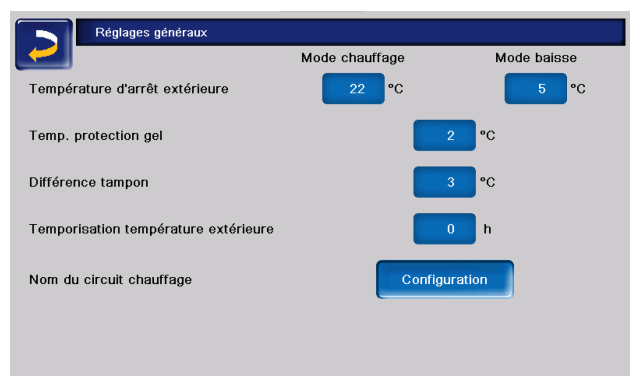 Réglages généraux
Mode chauffage Mode baisse
Température d'arrêt extérieure 22 °C 5 °C
Temp. protection gel 2 °C
Différence tampon 3 °C
Temporisation température extérieure 0 h
Nom du circuit chauffage Configuration